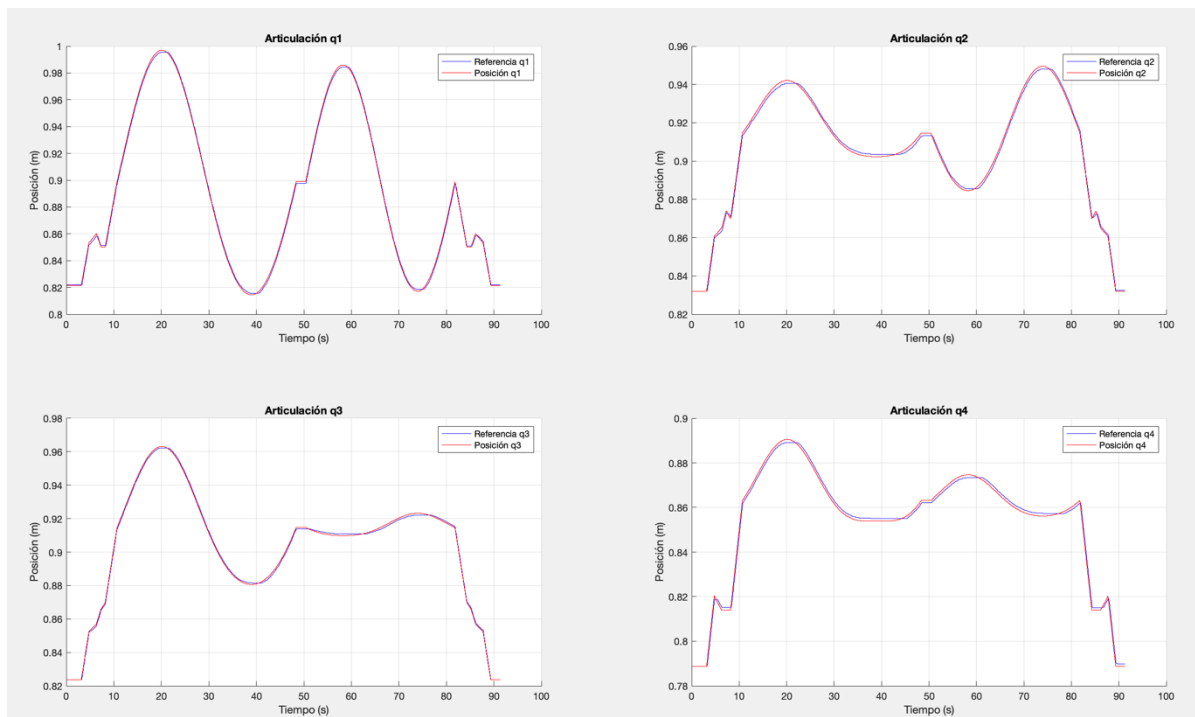 Articulación q1
Referencia q1
Posición q1
1
0.98
0.96
0.94
0.92
0.9
0.88
0.86
0.84
0.82
0.8
Posición (m)
0 10 20 30 40 50 60 70 80 90 100
Tiempo (s)
Articulación q2
Referencia q2
Posición q2
0.96
0.94
0.92
0.9
0.88
0.86
0.84
0.82
Posición (m)
0 10 20 30 40 50 60 70 80 90 100
Tiempo (s)
Articulación q3
Referencia q3
Posición q3
0.98
0.96
0.94
0.92
0.9
0.88
0.86
0.84
0.82
Posición (m)
0 10 20 30 40 50 60 70 80 90 100
Tiempo (s)
Articulación q4
Referencia q4
Posición q4
0.9
0.88
0.86
0.84
0.82
0.8
0.78
Posición (m)
0 10 20 30 40 50 60 70 80 90 100
Tiempo (s)